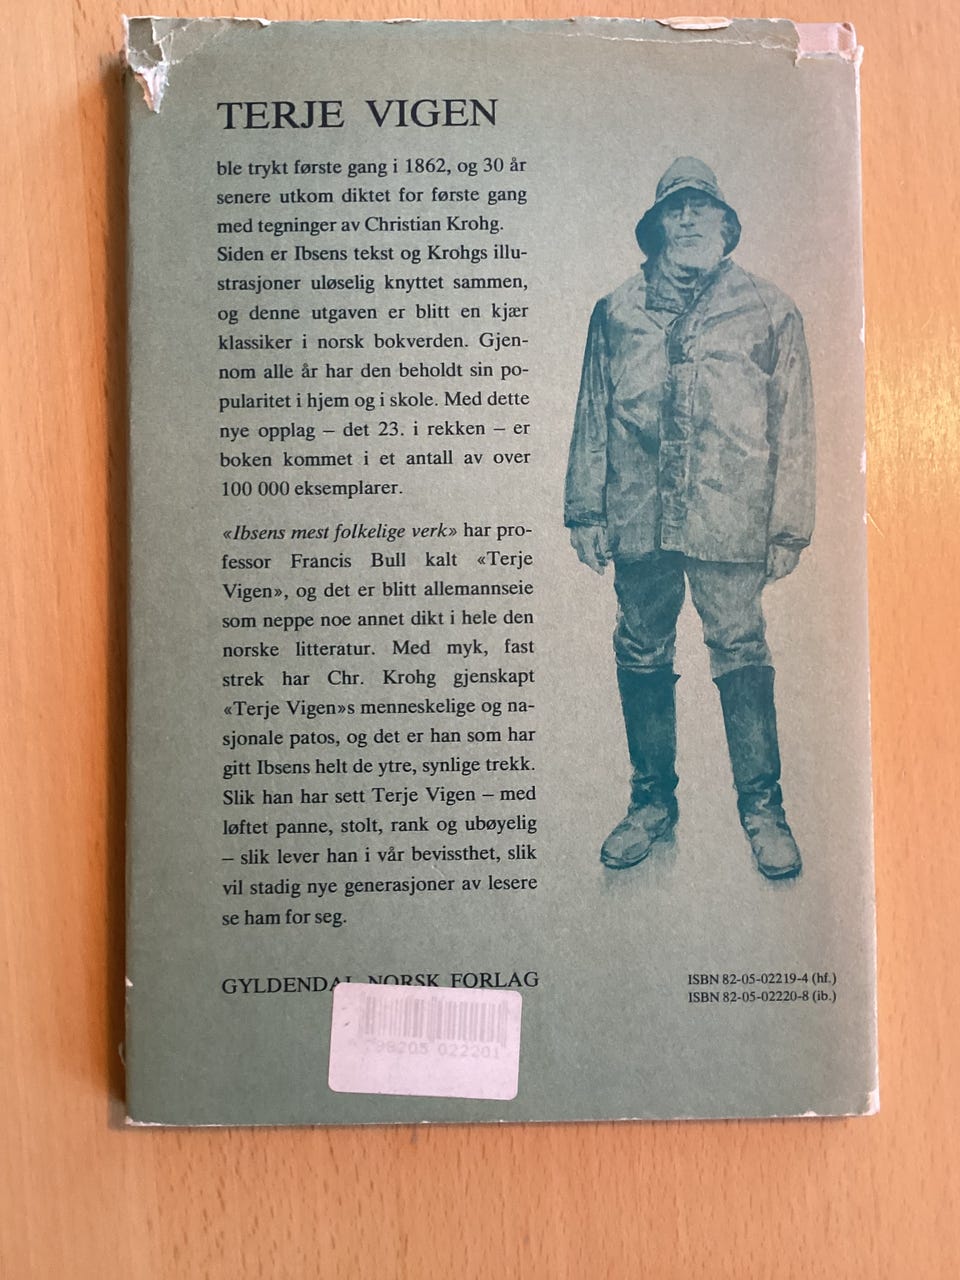 TERJE VIGEN
ble trykt første gang i 1862, og 30 år
senere utkom diktet for første gang
med tegninger av Christian Krohg.
Siden er Ibsens tekst og Krohgs illu-
strasjoner uløselig knyttet sammen,
og denne utgaven er blitt en kjær
klassiker i norsk bokverden. Gjen-
nom alle år har den beholdt sin po-
pularitet i hjem og i skole. Med dette
nye opplag – det 23. i rekken – er
boken kommet i et antall av over
100 000 eksemplarer.
«Ibsens mest folkelige verk» har pro-
fessor Francis Bull kalt «Terje
Vigen», og det er blitt allemannseie
som neppe noe annet dikt i hele den
norske litteratur. Med myk, fast
strek har Chr. Krohg gjenskapt
«Terje Vigen»s menneskelige og na-
sjonale patos, og det er han som har
gitt Ibsens helt de ytre, synlige trekk.
Slik han har sett Terje Vigen – med
løftet panne, stolt, rank og ubøyelig
– slik lever han i vår bevissthet, slik
vil stadig nye generasjoner av lesere
se ham for seg.
GYLDENDAL NORSK FORLAG
ISBN 82-05-02219-4 (hf.)
ISBN 82-05-02220-8 (ib.)
022201